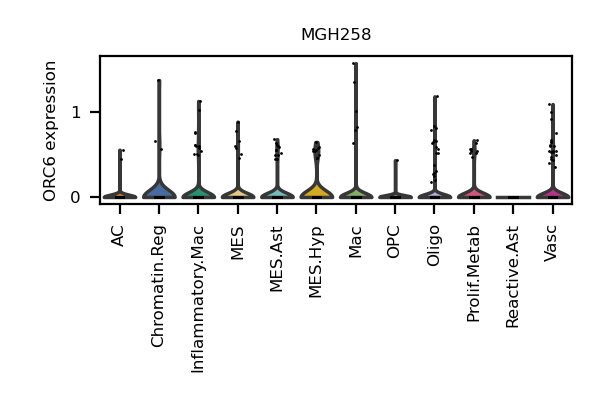 MGH258
ORC6 expression
1
0
AC
Chromatin.Reg
Inflammatory.Mac
MES
MES.Ast
MES.Hyp
Mac
OPC
Oligo
Prolif.Metab
Reactive.Ast
Vasc